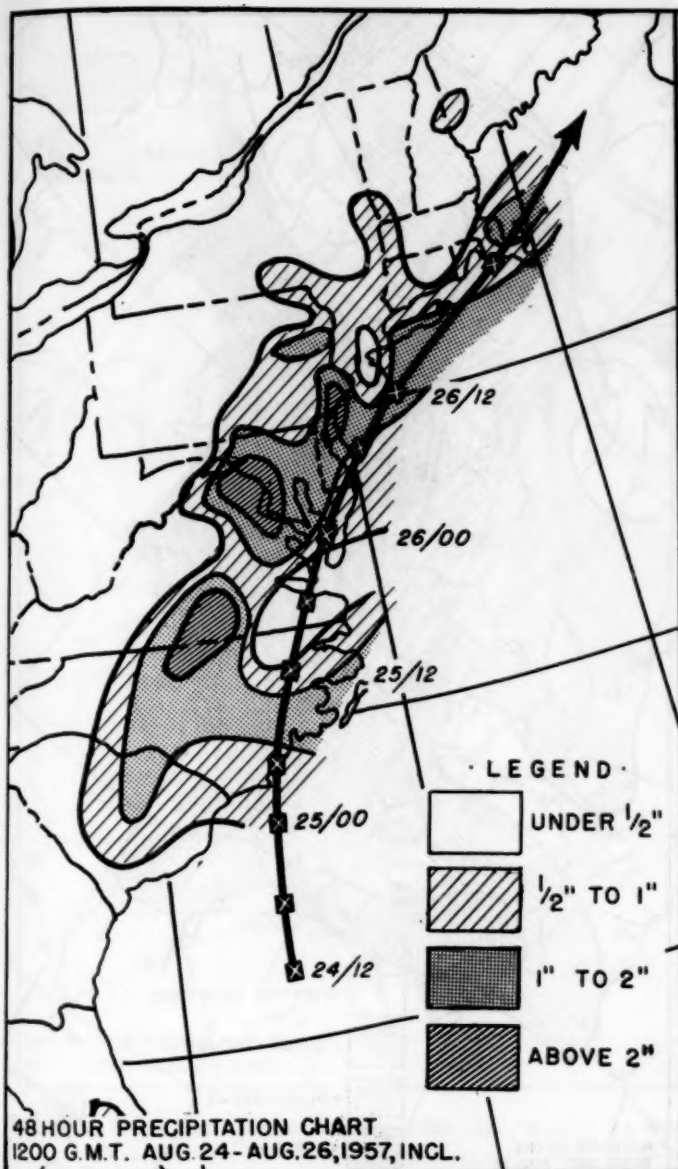 26/12
26/00
25/12
· LEGEND ·
UNDER 1/2"
25/00
1/2" TO 1"
24/12
1" TO 2"
ABOVE 2"
48 HOUR PRECIPITATION CHART
1200 G.M.T. AUG. 24 - AUG. 26, 1957, INCL.